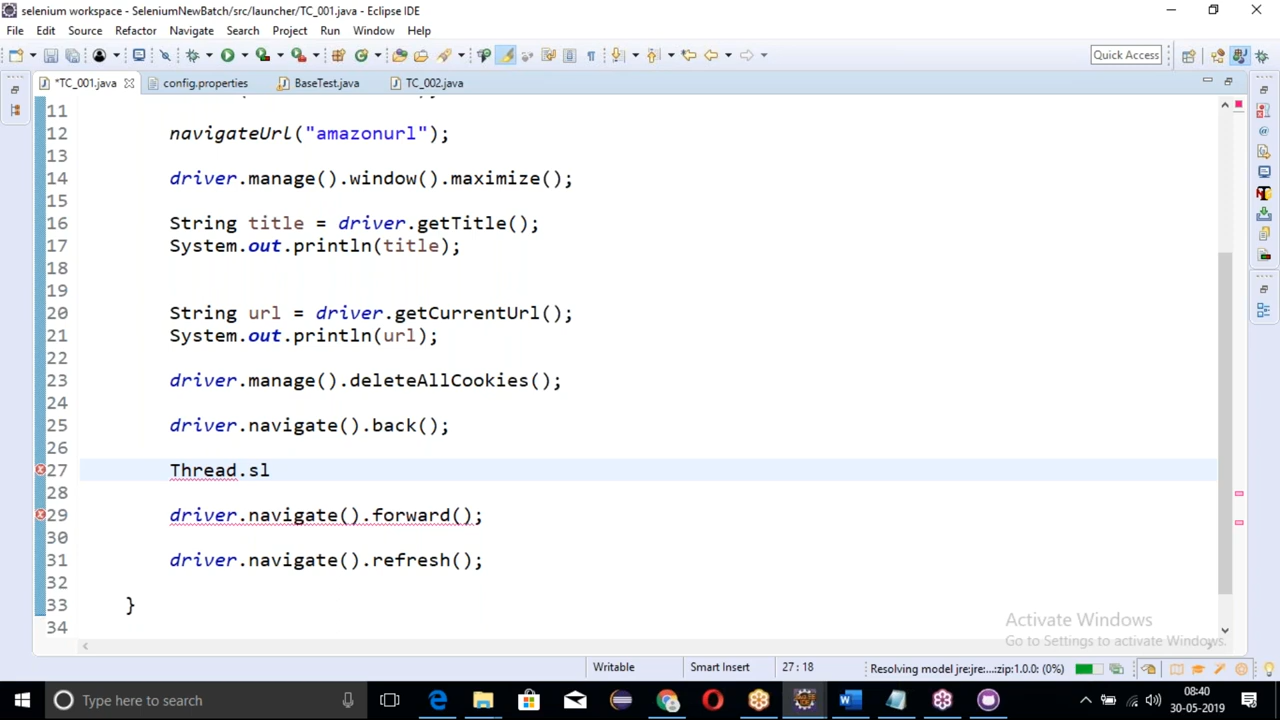 selenium workspace - SeleniumNewBatch/src/launcher/TC_001.java - Eclipse IDE
File Edit Source Refactor Navigate Search Project Run Window Help
Quick Access
*TC_001.java config.properties BaseTest.java TC_002.java
11
12 navigateUrl("amazonurl");
13
14 driver.manage().window().maximize();
15
16 String title = driver.getTitle();
17 System.out.println(title);
18
19
20 String url = driver.getCurrentUrl();
21 System.out.println(url);
22
23 driver.manage().deleteAllCookies();
24
25 driver.navigate().back();
26
27 Thread.sl
28
29 driver.navigate().forward();
30
31 driver.navigate().refresh();
32
33 }
34
Activate Windows
Go to Settings to activate Windows.
Writable Smart Insert 27 : 18 Resolving model jre:jre:...:zip:1.0.0: (0%)
Type here to search
08:40
30-05-2019